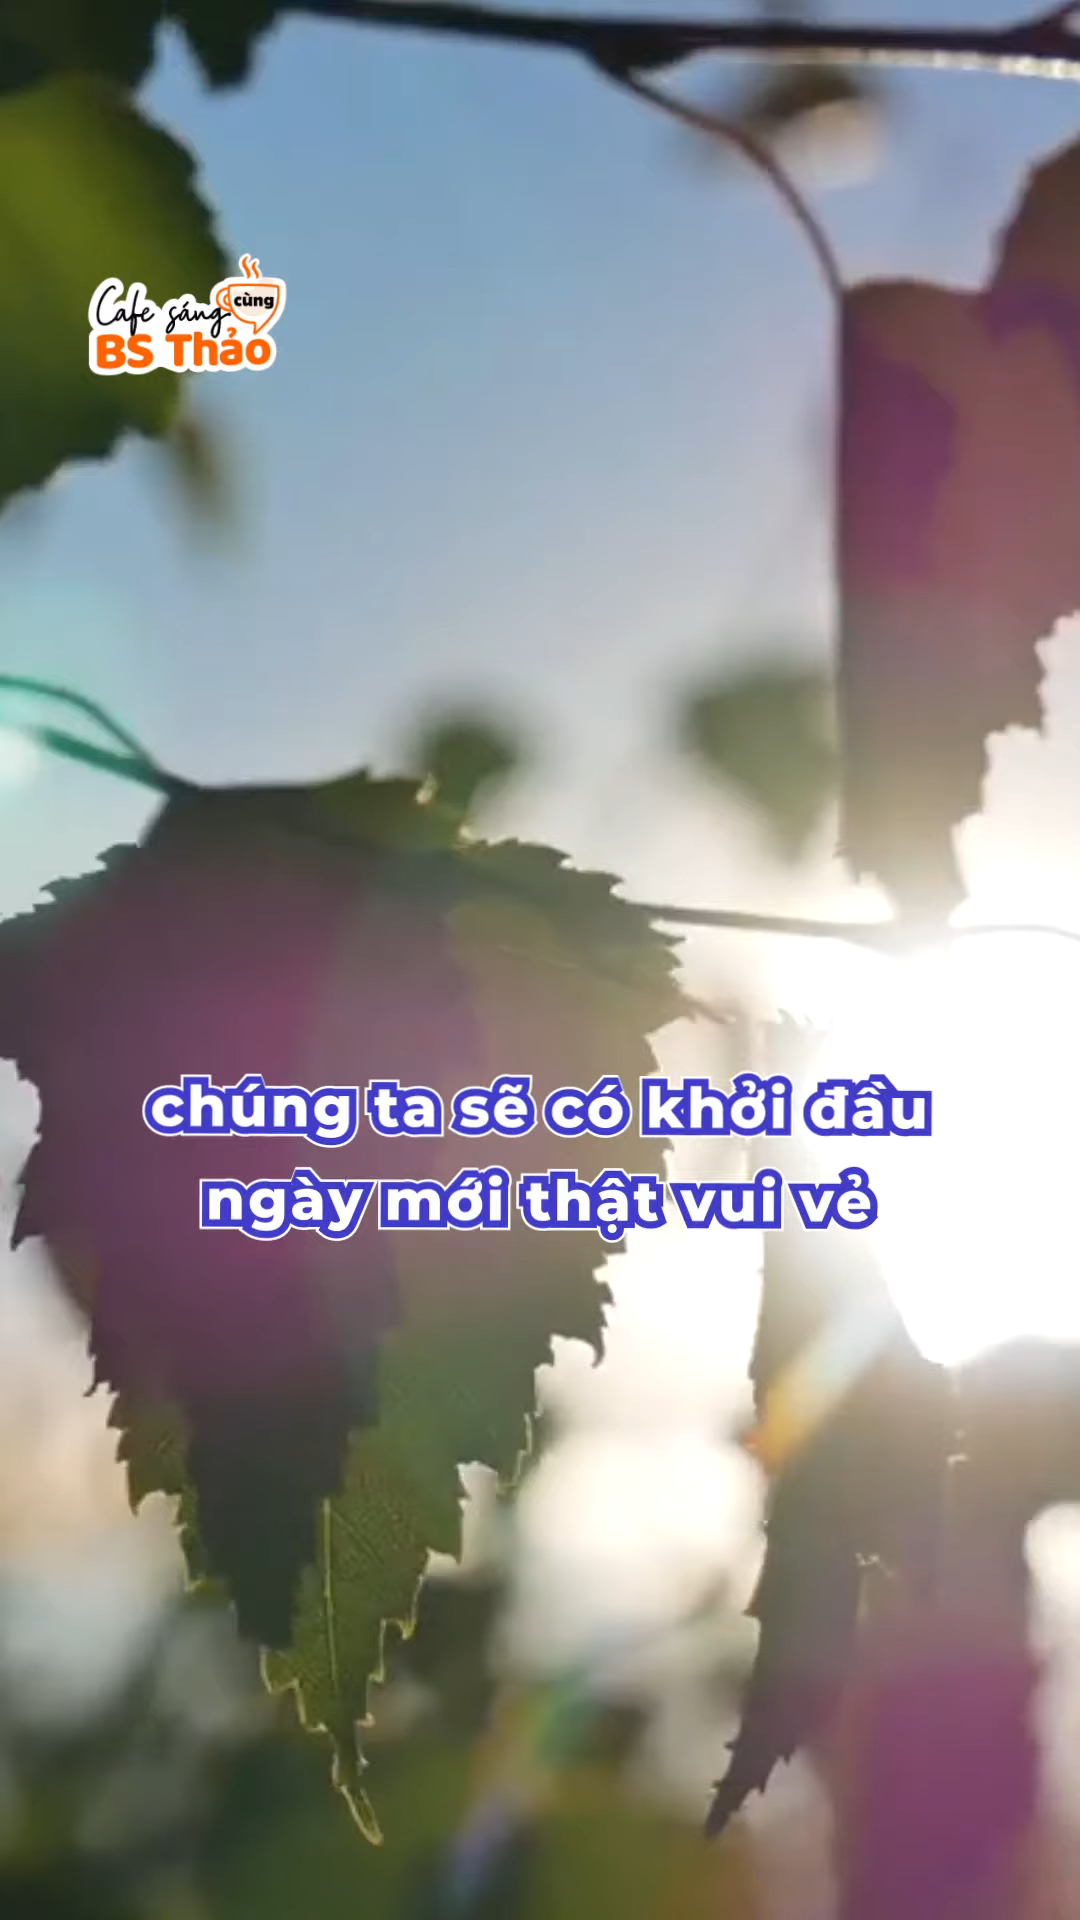 Cafe sáng cùng
BS Thảo
chúng ta sẽ có khởi đầu
ngày mới thật vui vẻ